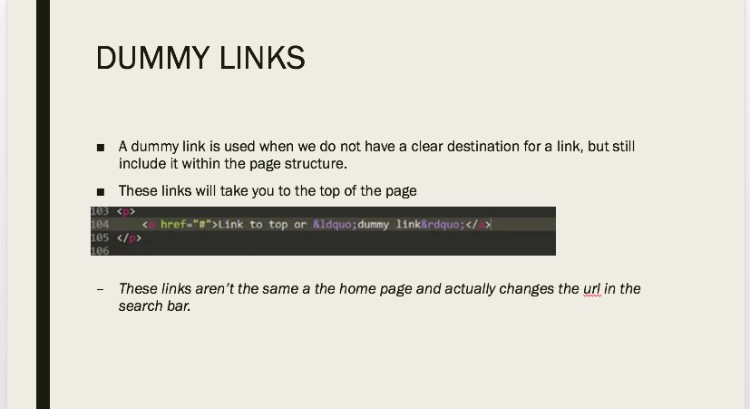 DUMMY LINKS
■ A dummy link is used when we do not have a clear destination for a link, but still
include it within the page structure.
■ These links will take you to the top of the page
103 <p>
104 <a href="#">Link to top or &ldquo;dummy link&rdquo;</a>
105 </p>
106
– These links aren't the same a the home page and actually changes the url in the
search bar.